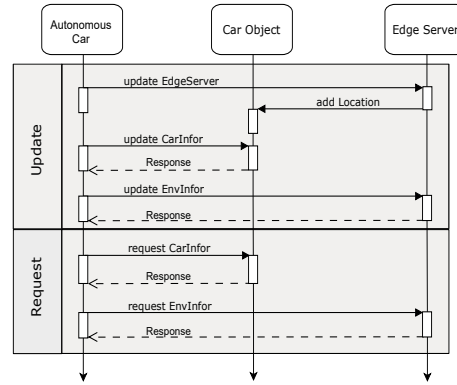 Autonomous
Car
Car Object
Edge Server
Update
update EdgeServer
add Location
update CarInfor
Response
update EnvInfor
Response
Request
request CarInfor
Response
request EnvInfor
Response